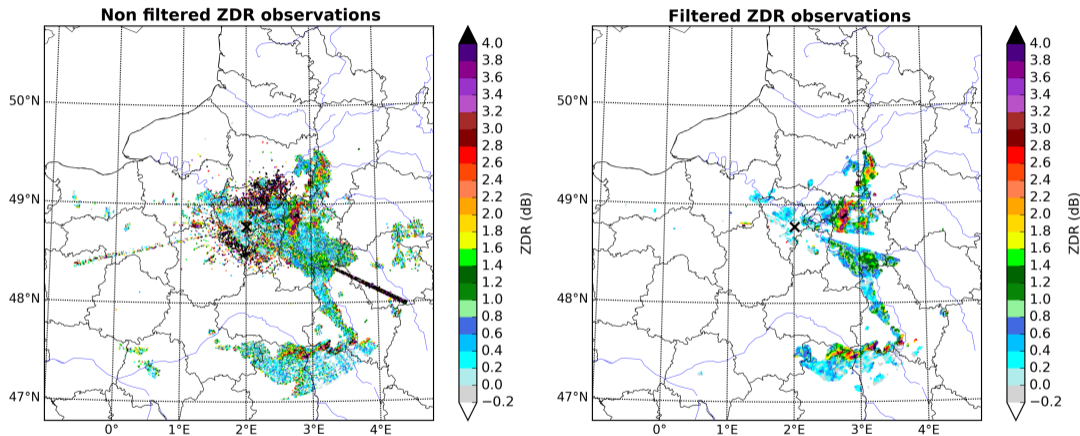 Non filtered ZDR observations
50°N
49°N
48°N
47°N
0°
1°E
2°E
3°E
4°E
4.0
3.8
3.6
3.4
3.2
3.0
2.8
2.6
2.4
2.2
2.0
1.8
1.6
1.4
1.2
1.0
0.8
0.6
0.4
0.2
0.0
−0.2
ZDR (dB)
Filtered ZDR observations
50°N
49°N
48°N
47°N
0°
1°E
2°E
3°E
4°E
4.0
3.8
3.6
3.4
3.2
3.0
2.8
2.6
2.4
2.2
2.0
1.8
1.6
1.4
1.2
1.0
0.8
0.6
0.4
0.2
0.0
−0.2
ZDR (dB)